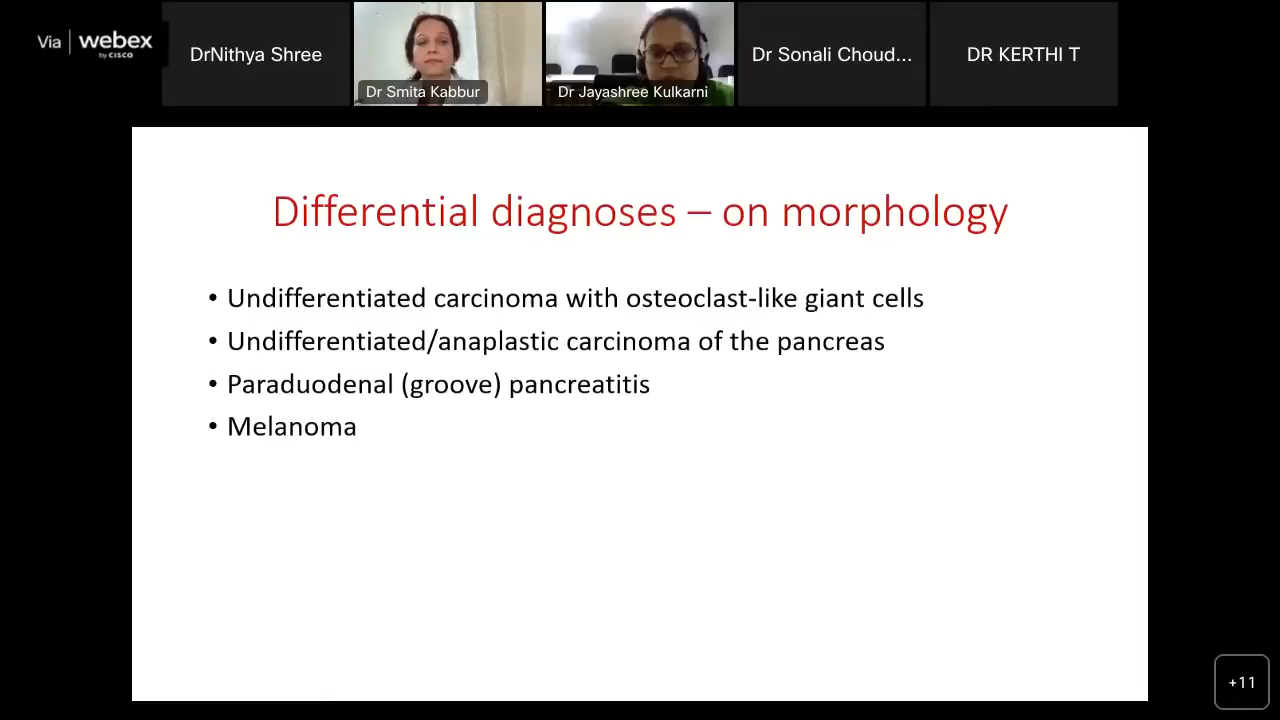 Via | webex
by CISCO
DrNithya Shree
Dr Smita Kabbur
Dr Jayashree Kulkarni
Dr Sonali Choud...
DR KERTHI T
Differential diagnoses – on morphology
• Undifferentiated carcinoma with osteoclast-like giant cells
• Undifferentiated/anaplastic carcinoma of the pancreas
• Paraduodenal (groove) pancreatitis
• Melanoma
+11